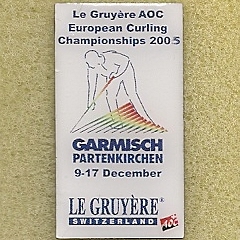 Le Gruyère AOC
European Curling
Championships 2005
GARMISCH
PARTENKIRCHEN
9-17 December
LE GRUYÈRE®
SWITZERLAND
AOC